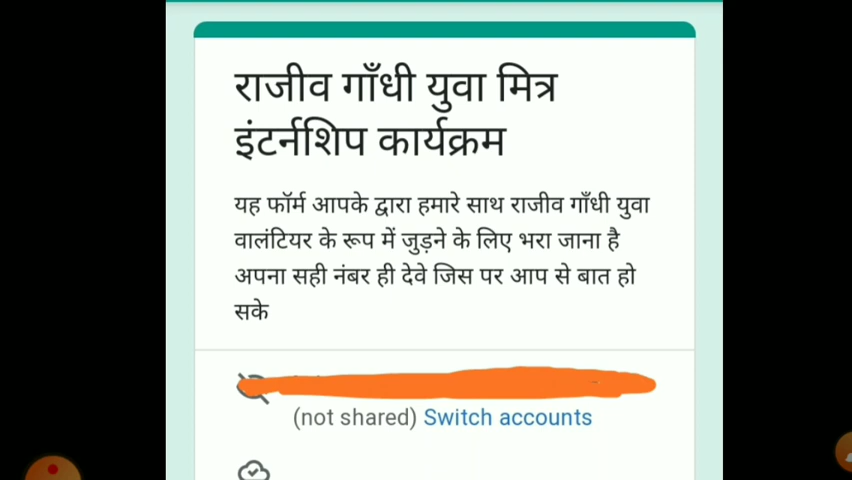 राजीव गाँधी युवा मित्र
इंटर्नशिप कार्यक्रम
यह फॉर्म आपके द्वारा हमारे साथ राजीव गाँधी युवा
वालंटियर के रूप में जुड़ने के लिए भरा जाना है
अपना सही नंबर ही देवे जिस पर आप से बात हो
सके
(not shared) Switch accounts